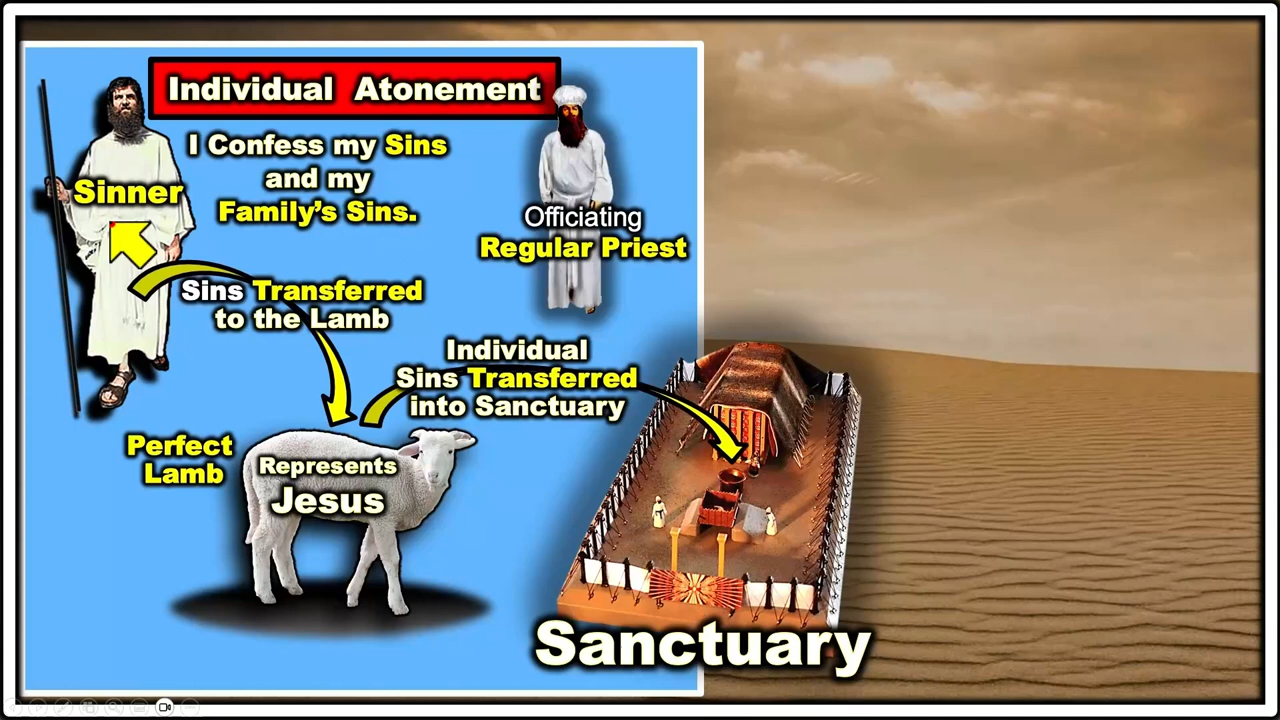 Individual Atonement
I Confess my Sins
and my
Family's Sins.
Sinner
Officiating
Regular Priest
Sins Transferred
to the Lamb
Individual
Sins Transferred
into Sanctuary
Perfect
Lamb
Represents
Jesus
Sanctuary